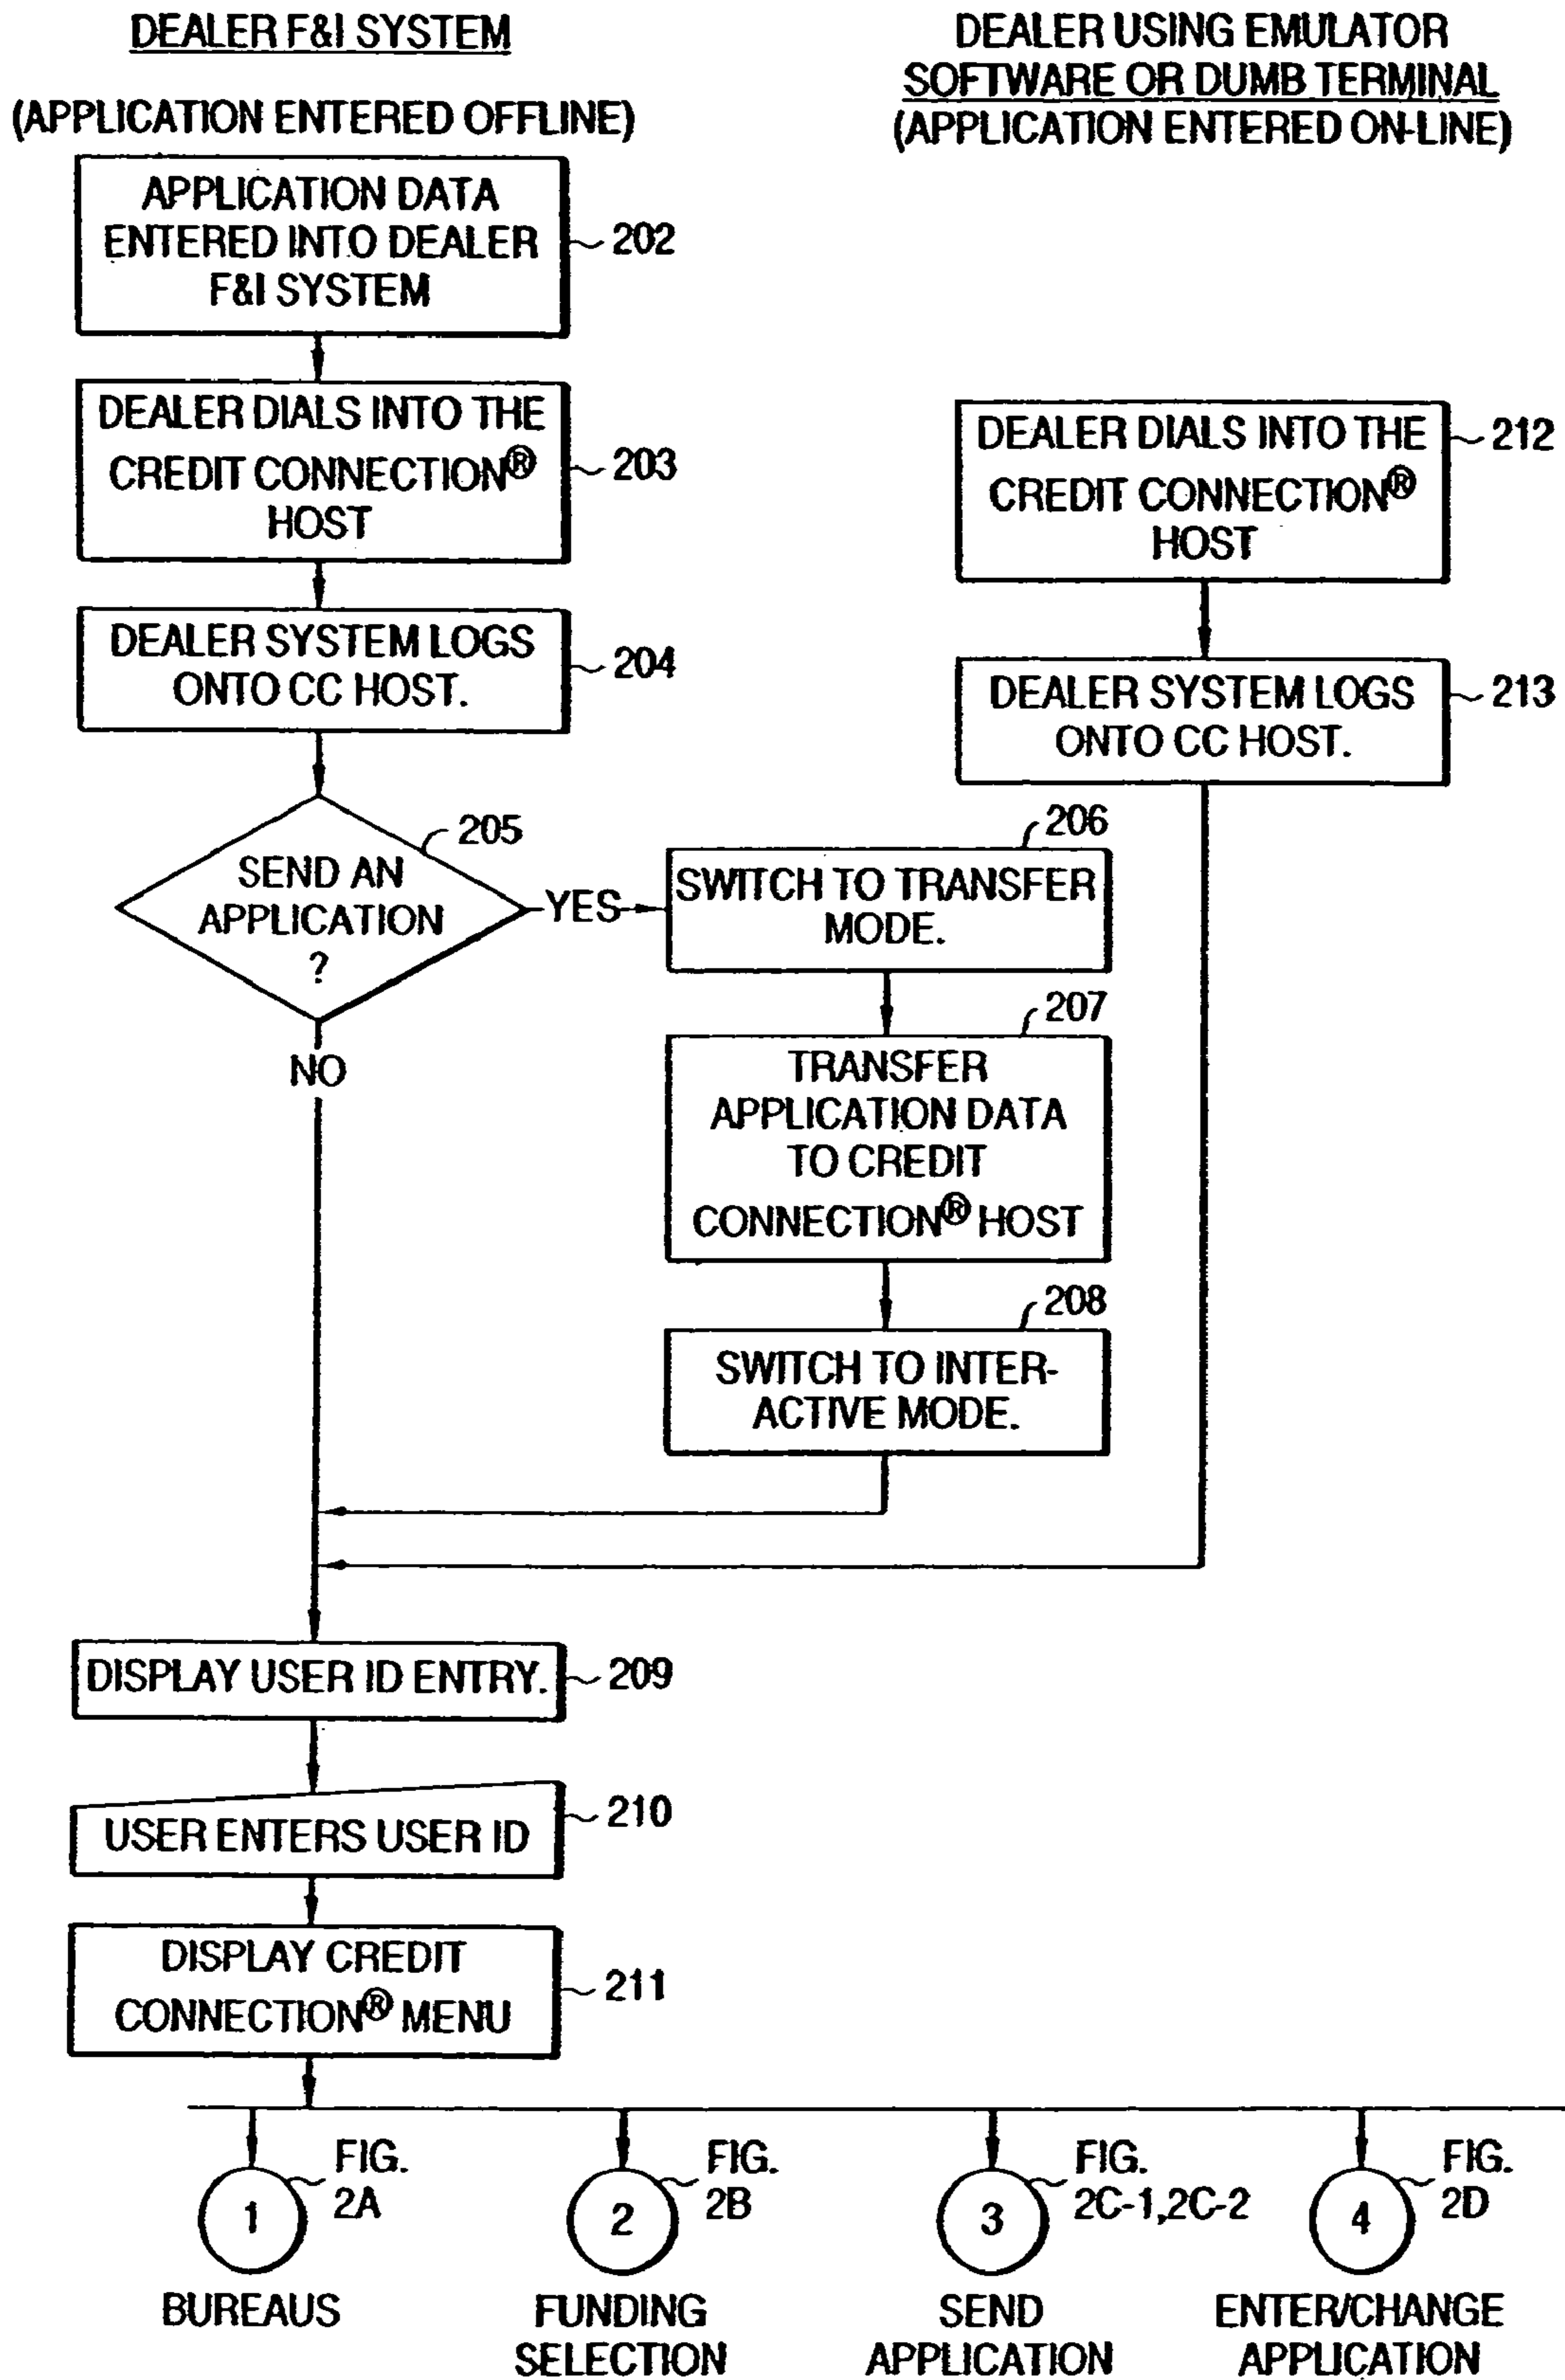 DEALER F&I SYSTEM
(APPLICATION ENTERED OFFLINE)
APPLICATION DATA
ENTERED INTO DEALER
F&I SYSTEM
202
DEALER DIALS INTO THE
CREDIT CONNECTION®
HOST
203
DEALER SYSTEM LOGS
ONTO CC HOST.
204
SEND AN
APPLICATION
?
205
YES
NO
SWITCH TO TRANSFER
MODE.
206
TRANSFER
APPLICATION DATA
TO CREDIT
CONNECTION® HOST
207
SWITCH TO INTER-
ACTIVE MODE.
208
DEALER USING EMULATOR
SOFTWARE OR DUMB TERMINAL
(APPLICATION ENTERED ON-LINE)
DEALER DIALS INTO THE
CREDIT CONNECTION®
HOST
212
DEALER SYSTEM LOGS
ONTO CC HOST.
213
DISPLAY USER ID ENTRY.
209
USER ENTERS USER ID
210
DISPLAY CREDIT
CONNECTION® MENU
211
1
FIG.
2A
BUREAUS
2
FIG.
2B
FUNDING
SELECTION
3
FIG.
2C-1,2C-2
SEND
APPLICATION
4
FIG.
2D
ENTER/CHANGE
APPLICATION